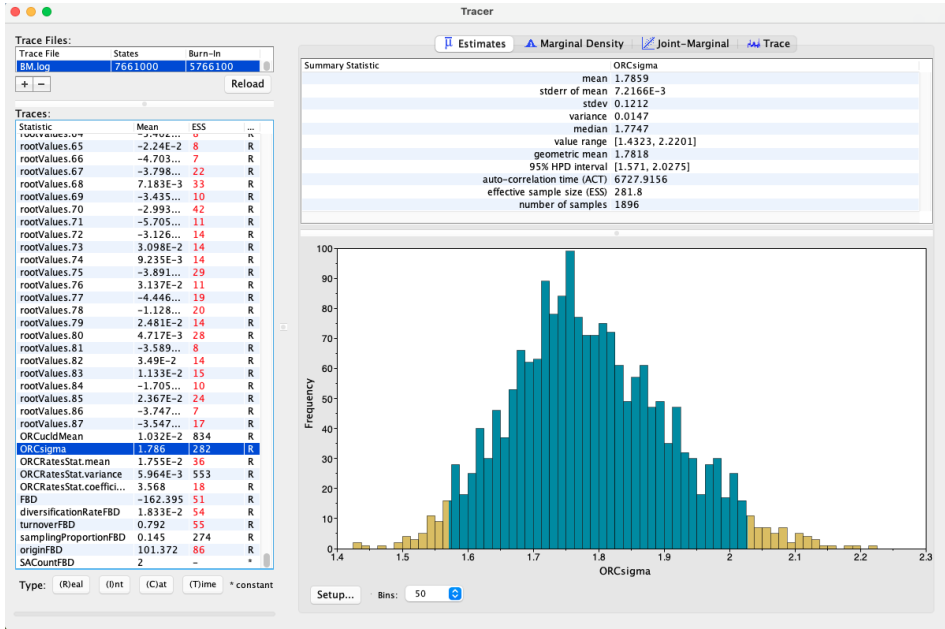 Tracer
Trace Files:
Trace File States Burn-In
BM.log 7661000 5766100
+ − Reload
Traces:
Statistic Mean ESS ...
rootValues.64 -3.402... R
rootValues.65 -2.24E-2 8 R
rootValues.66 -4.703... 7 R
rootValues.67 -3.798... 22 R
rootValues.68 7.183E-3 33 R
rootValues.69 -3.435... 10 R
rootValues.70 -2.993... 42 R
rootValues.71 -5.705... 11 R
rootValues.72 -3.126... 14 R
rootValues.73 3.098E-2 14 R
rootValues.74 9.235E-3 14 R
rootValues.75 -3.891... 29 R
rootValues.76 3.137E-2 11 R
rootValues.77 -4.446... 19 R
rootValues.78 -1.128... 20 R
rootValues.79 2.481E-2 14 R
rootValues.80 4.717E-3 28 R
rootValues.81 -3.589... 8 R
rootValues.82 3.49E-2 14 R
rootValues.83 1.133E-2 15 R
rootValues.84 -1.705... 10 R
rootValues.85 2.367E-2 24 R
rootValues.86 -3.747... 7 R
rootValues.87 -3.547... 17 R
ORCucldMean 1.032E-2 834 R
ORCsigma 1.786 282 R
ORCRatesStat.mean 1.755E-2 36 R
ORCRatesStat.variance 5.964E-3 553 R
ORCRatesStat.coeffici... 3.568 18 R
FBD -162.395 51 R
diversificationRateFBD 1.833E-2 54 R
turnoverFBD 0.792 55 R
samplingProportionFBD 0.145 274 R
originFBD 101.372 86 R
SACountFBD 2 - *
Type: (R)eal (I)nt (C)at (T)ime * constant
Estimates Marginal Density Joint-Marginal Trace
Summary Statistic ORCsigma
mean 1.7859
stderr of mean 7.2166E-3
stdev 0.1212
variance 0.0147
median 1.7747
value range [1.4323, 2.2201]
geometric mean 1.7818
95% HPD interval [1.571, 2.0275]
auto-correlation time (ACT) 6727.9156
effective sample size (ESS) 281.8
number of samples 1896
100
90
80
70
60
50
40
30
20
10
0
Frequency
1.4 1.5 1.6 1.7 1.8 1.9 2 2.1 2.2 2.3
ORCsigma
Setup... Bins: 50